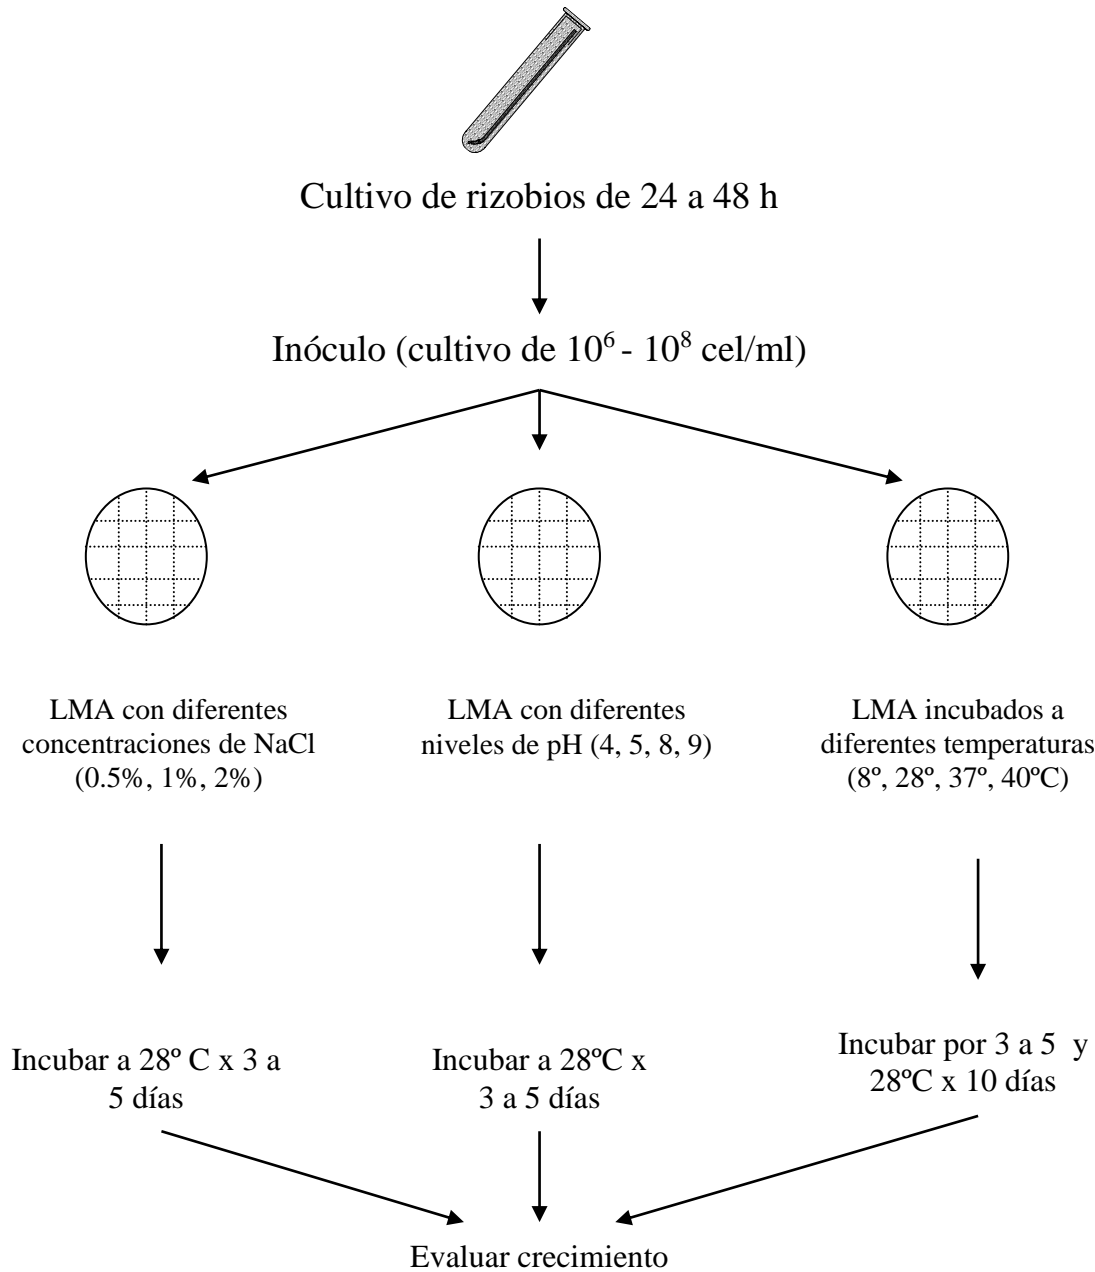 Cultivo de rizobios de 24 a 48 h
Inóculo (cultivo de 10⁶ - 10⁸ cel/ml)
LMA con diferentes
concentraciones de NaCl
(0.5%, 1%, 2%)
LMA con diferentes
niveles de pH (4, 5, 8, 9)
LMA incubados a
diferentes temperaturas
(8º, 28º, 37º, 40ºC)
Incubar a 28º C x 3 a
5 días
Incubar a 28ºC x
3 a 5 días
Incubar por 3 a 5  y
28ºC x 10 días
Evaluar crecimiento